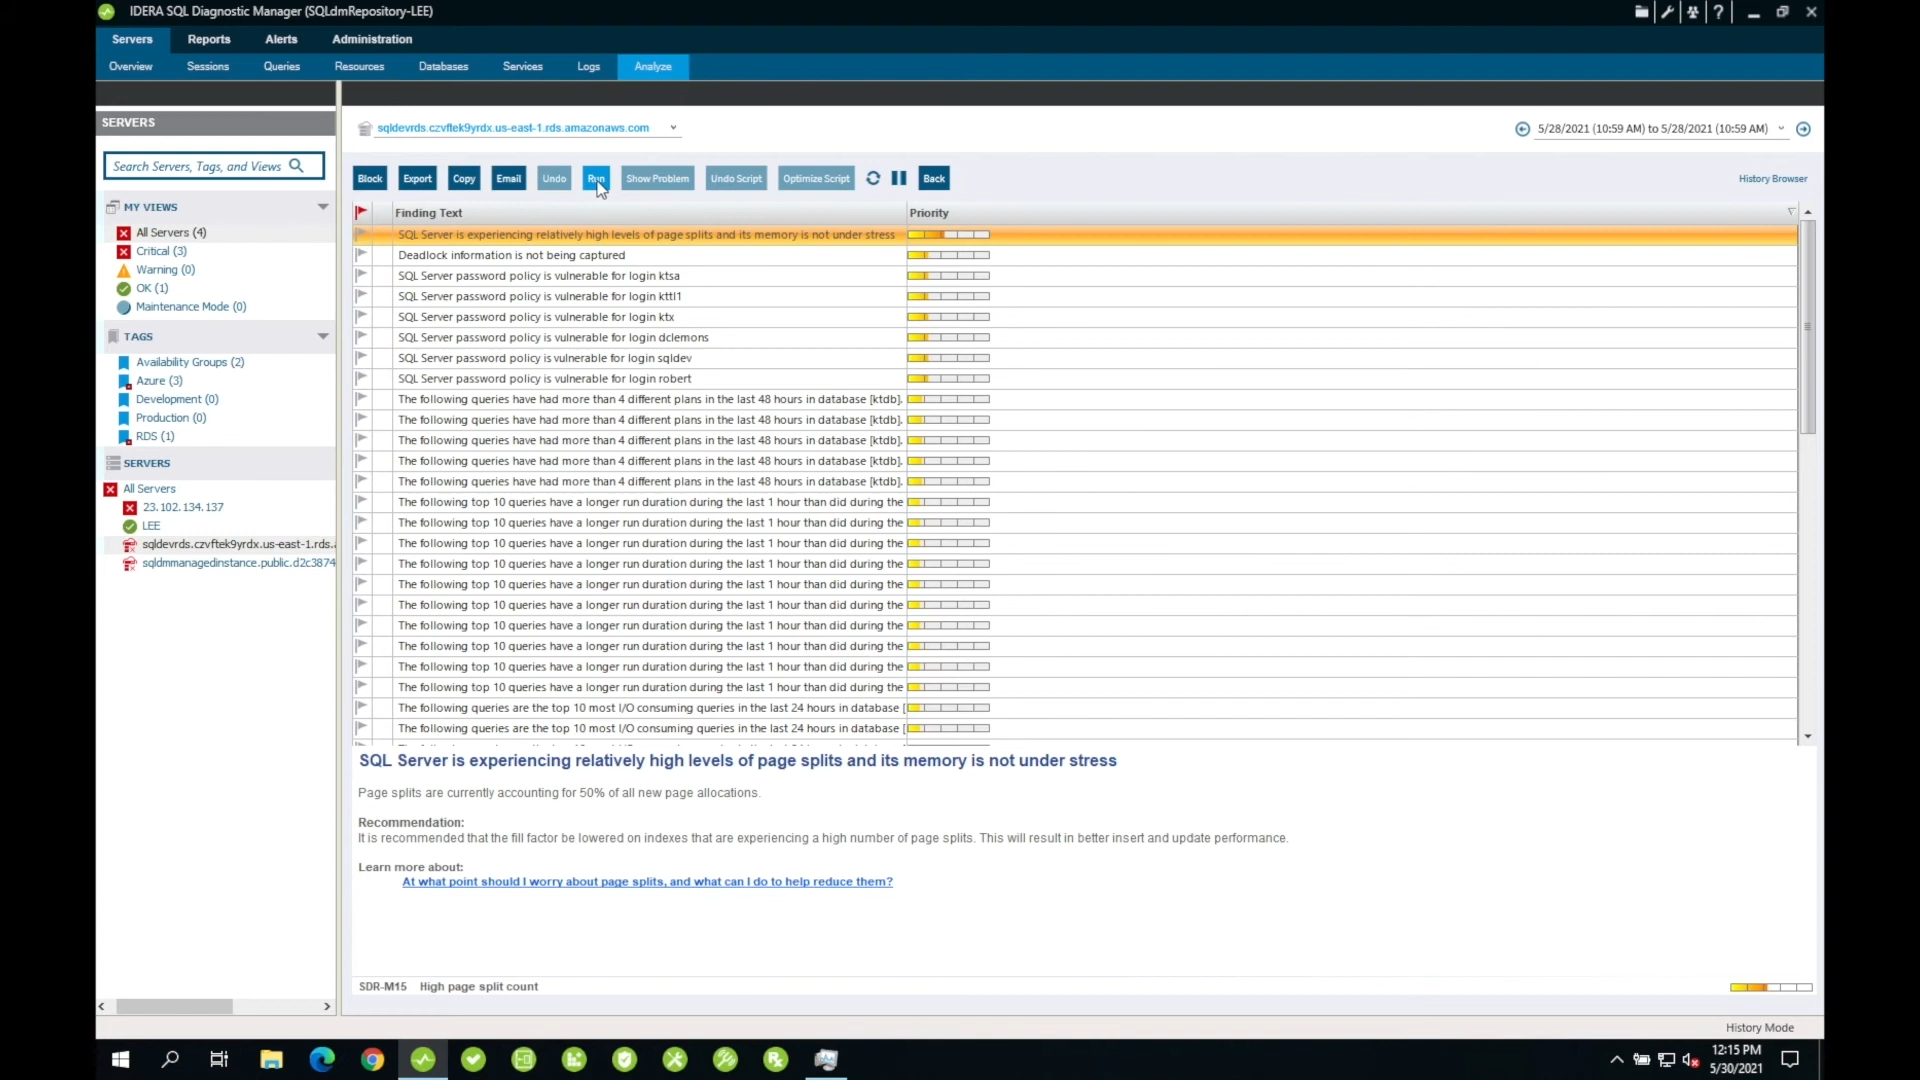 IDERA SQL Diagnostic Manager (SQLdmRepository-LEE)
Servers Reports Alerts Administration
Overview Sessions Queries Resources Databases Services Logs Analyze
SERVERS
Search Servers, Tags, and Views
MY VIEWS
All Servers (4)
Critical (3)
Warning (0)
OK (1)
Maintenance Mode (0)
TAGS
Availability Groups (2)
Azure (3)
Development (0)
Production (0)
RDS (1)
SERVERS
All Servers
23.102.134.137
LEE
sqldevrds.czvftek9yrdx.us-east-1.rds.a
sqldmmanagedinstance.public.d2c3874
sqldevrds.czvftek9yrdx.us-east-1.rds.amazonaws.com
5/28/2021 (10:59 AM) to 5/28/2021 (10:59 AM)
Block Export Copy Email Undo Run Show Problem Undo Script Optimize Script Back
History Browser
Finding Text Priority
SQL Server is experiencing relatively high levels of page splits and its memory is not under stress
Deadlock information is not being captured
SQL Server password policy is vulnerable for login ktsa
SQL Server password policy is vulnerable for login kttl1
SQL Server password policy is vulnerable for login ktx
SQL Server password policy is vulnerable for login dclemons
SQL Server password policy is vulnerable for login sqldev
SQL Server password policy is vulnerable for login robert
The following queries have had more than 4 different plans in the last 48 hours in database [ktdb].
The following queries have had more than 4 different plans in the last 48 hours in database [ktdb].
The following queries have had more than 4 different plans in the last 48 hours in database [ktdb].
The following queries have had more than 4 different plans in the last 48 hours in database [ktdb].
The following queries have had more than 4 different plans in the last 48 hours in database [ktdb].
The following top 10 queries have a longer run duration during the last 1 hour than did during the
The following top 10 queries have a longer run duration during the last 1 hour than did during the
The following top 10 queries have a longer run duration during the last 1 hour than did during the
The following top 10 queries have a longer run duration during the last 1 hour than did during the
The following top 10 queries have a longer run duration during the last 1 hour than did during the
The following top 10 queries have a longer run duration during the last 1 hour than did during the
The following top 10 queries have a longer run duration during the last 1 hour than did during the
The following top 10 queries have a longer run duration during the last 1 hour than did during the
The following top 10 queries have a longer run duration during the last 1 hour than did during the
The following top 10 queries have a longer run duration during the last 1 hour than did during the
The following queries are the top 10 most I/O consuming queries in the last 24 hours in database [
The following queries are the top 10 most I/O consuming queries in the last 24 hours in database [
SQL Server is experiencing relatively high levels of page splits and its memory is not under stress
Page splits are currently accounting for 50% of all new page allocations.
Recommendation:
It is recommended that the fill factor be lowered on indexes that are experiencing a high number of page splits. This will result in better insert and update performance.
Learn more about:
At what point should I worry about page splits, and what can I do to help reduce them?
SDR-M15 High page split count
History Mode
12:15 PM
5/30/2021